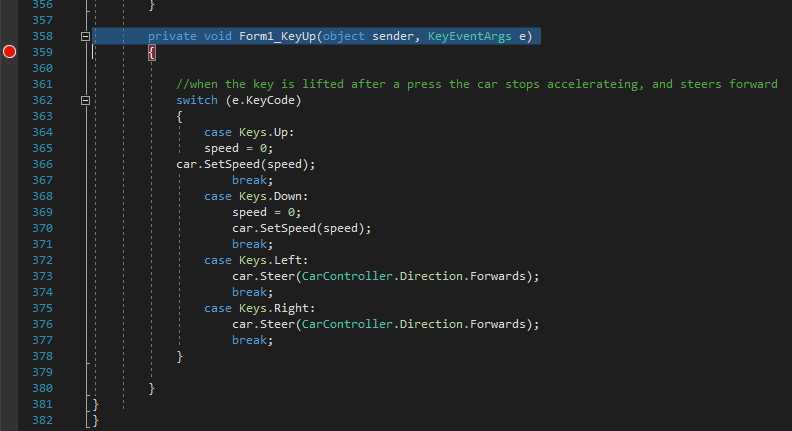 356 }
357
358 private void Form1_KeyUp(object sender, KeyEventArgs e)
359 {
360
361 //when the key is lifted after a press the car stops accelerateing, and steers forward
362 switch (e.KeyCode)
363 {
364 case Keys.Up:
365 speed = 0;
366 car.SetSpeed(speed);
367 break;
368 case Keys.Down:
369 speed = 0;
370 car.SetSpeed(speed);
371 break;
372 case Keys.Left:
373 car.Steer(CarController.Direction.Forwards);
374 break;
375 case Keys.Right:
376 car.Steer(CarController.Direction.Forwards);
377 break;
378 }
379
380 }
381 }
382 }